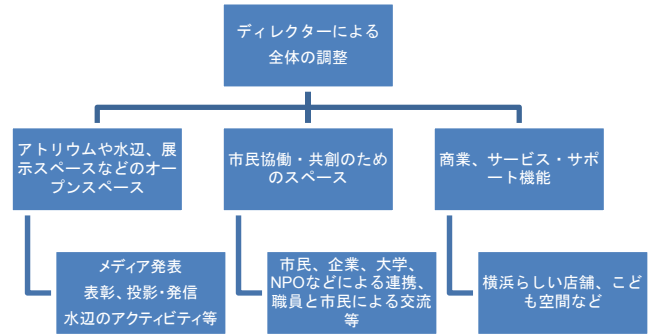 ディレクターによる
全体の調整
アトリウムや水辺、展
示スペースなどのオー
プンスペース
市民協働・共創のため
のスペース
商業、サービス・サポ
ート機能
メディア発表
表彰、投影・発信
水辺のアクティビティ等
市民、企業、大学、
NPOなどによる連携、
職員と市民による交流
等
横浜らしい店舗、こど
も空間など